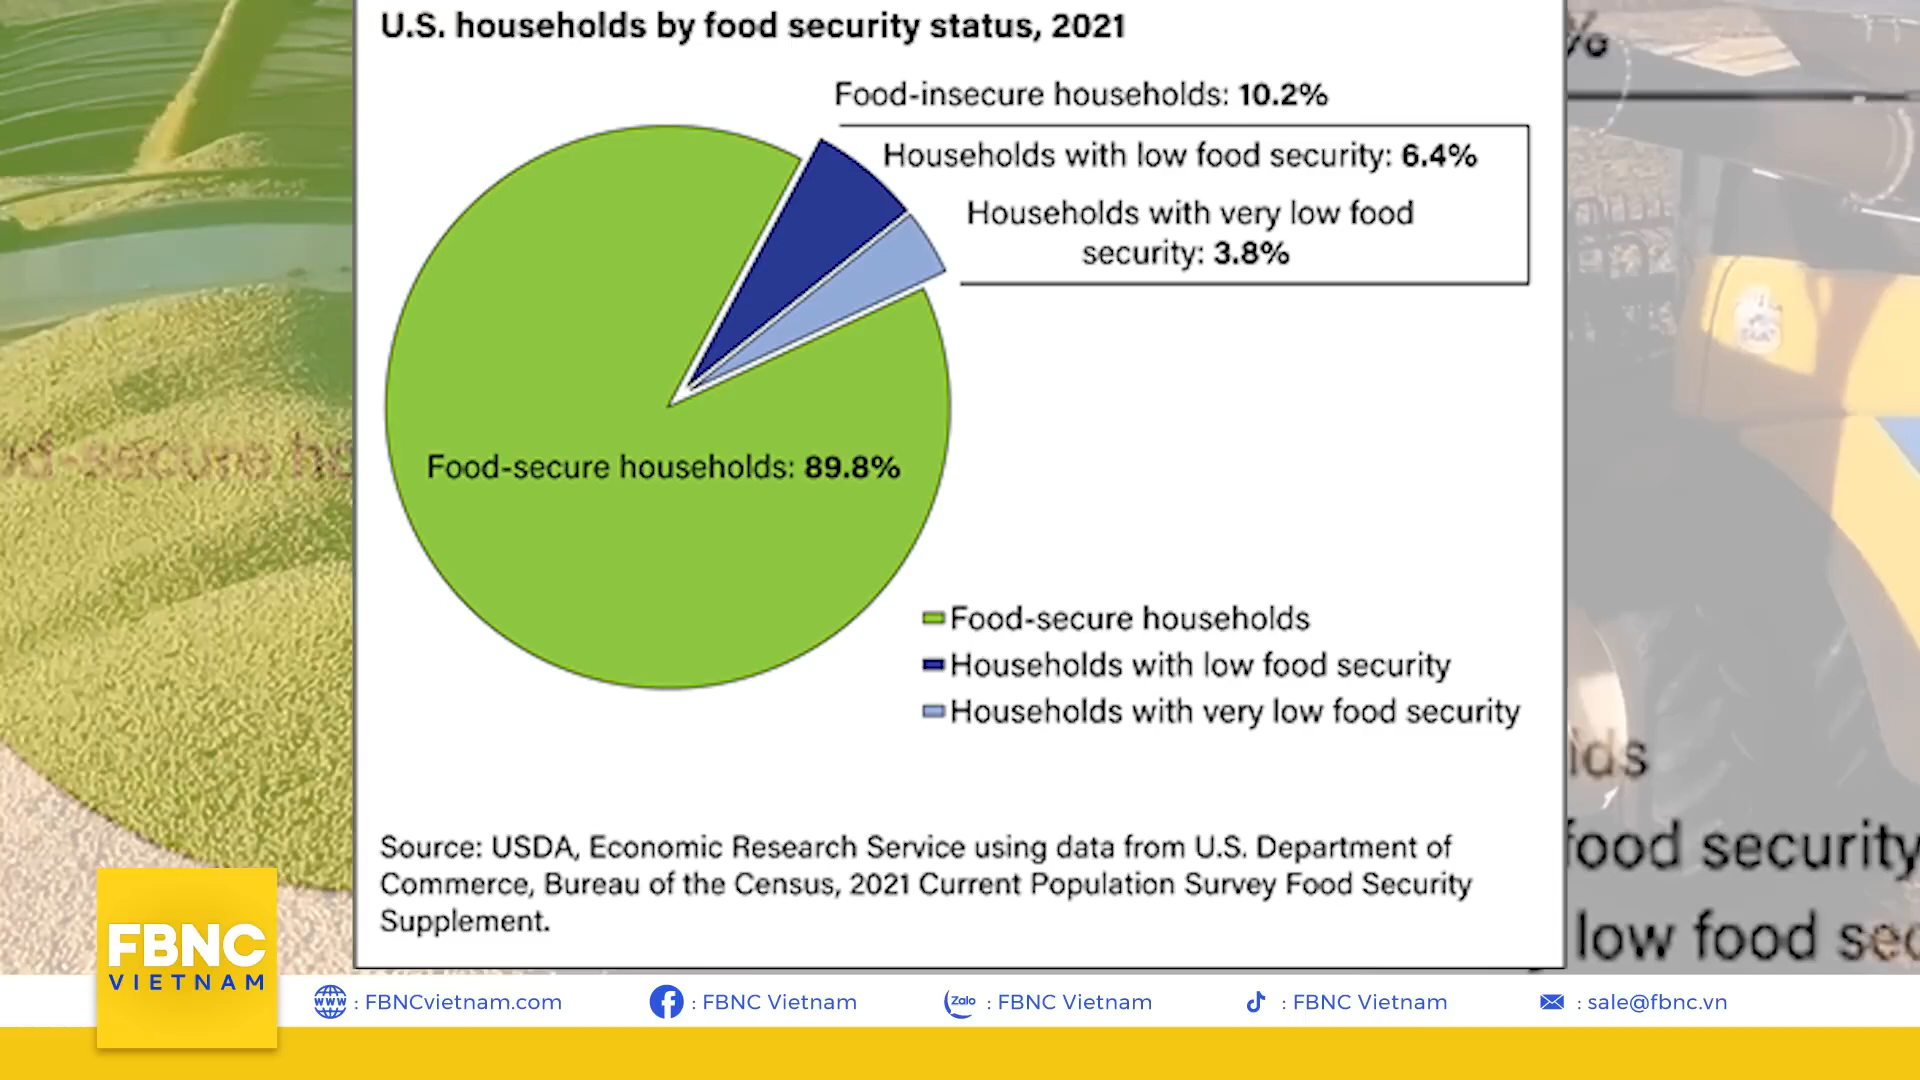 U.S. households by food security status, 2021
Food-insecure households: 10.2%
Households with low food security: 6.4%
Households with very low food
security: 3.8%
Food-secure households: 89.8%
Food-secure households
Households with low food security
Households with very low food security
Source: USDA, Economic Research Service using data from U.S. Department of
Commerce, Bureau of the Census, 2021 Current Population Survey Food Security
Supplement.
%
food security
low food
FBNC
VIETNAM
www : FBNCvietnam.com
: FBNC Vietnam
Zalo : FBNC Vietnam
: FBNC Vietnam
: sale@fbnc.vn